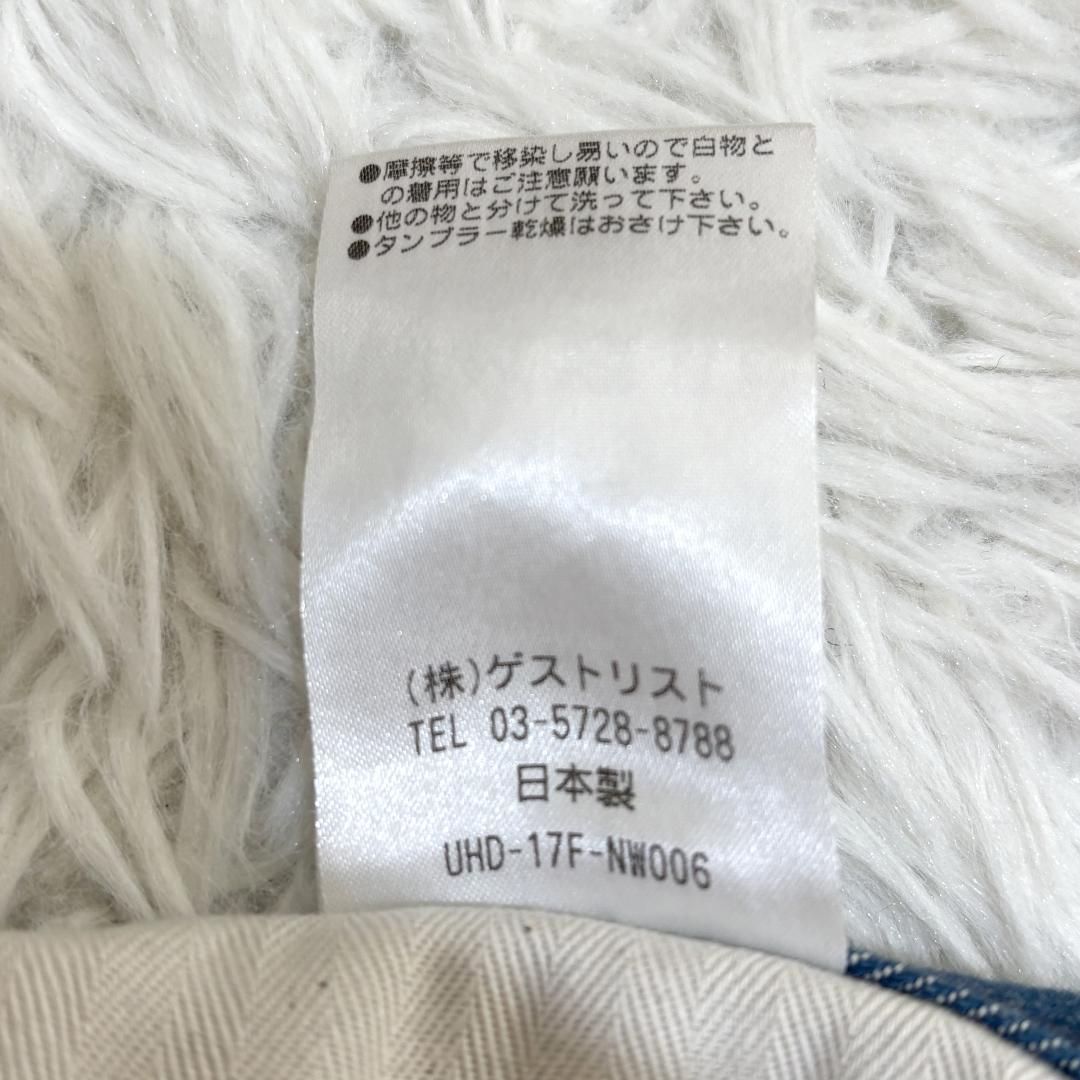 ●摩擦等で移染し易いので白物と
の着用はご注意願います。
●他の物と分けて洗って下さい。
●タンブラー乾燥はおさけ下さい。
(株)ゲストリスト
TEL 03-5728-8788
日本製
UHD-17F-NW006